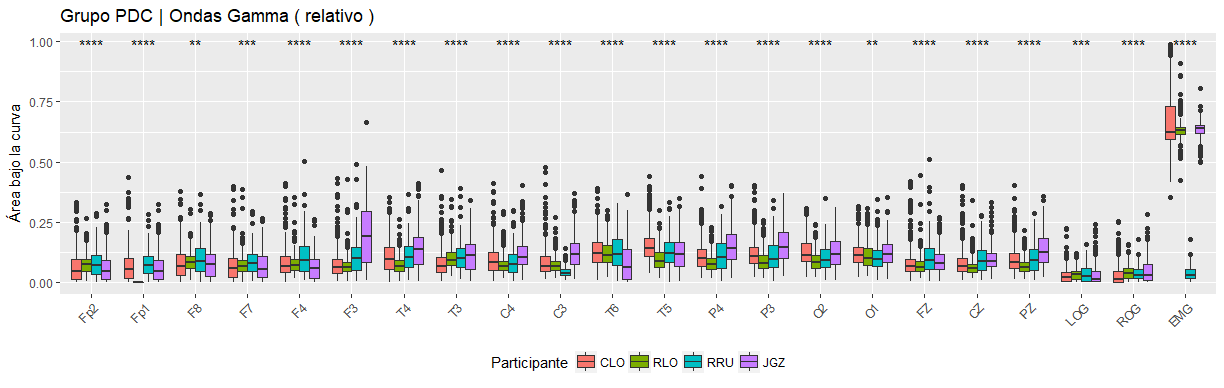 Grupo PDC | Ondas Gamma ( relativo )
Área bajo la curva
1.00
0.75
0.50
0.25
0.00
**** **** ** *** **** **** **** **** **** **** **** **** **** **** **** ** **** **** **** *** **** ****
Fp2 Fp1 F8 F7 F4 F3 T4 T3 C4 C3 T6 T5 P4 P3 O2 O1 FZ CZ PZ LOG ROG EMG
Participante CLO RLO RRU JGZ